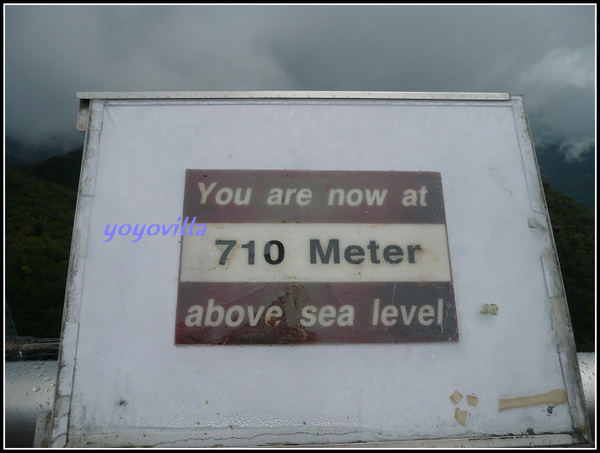 You are now at
yoyovilla
710 Meter
above sea level